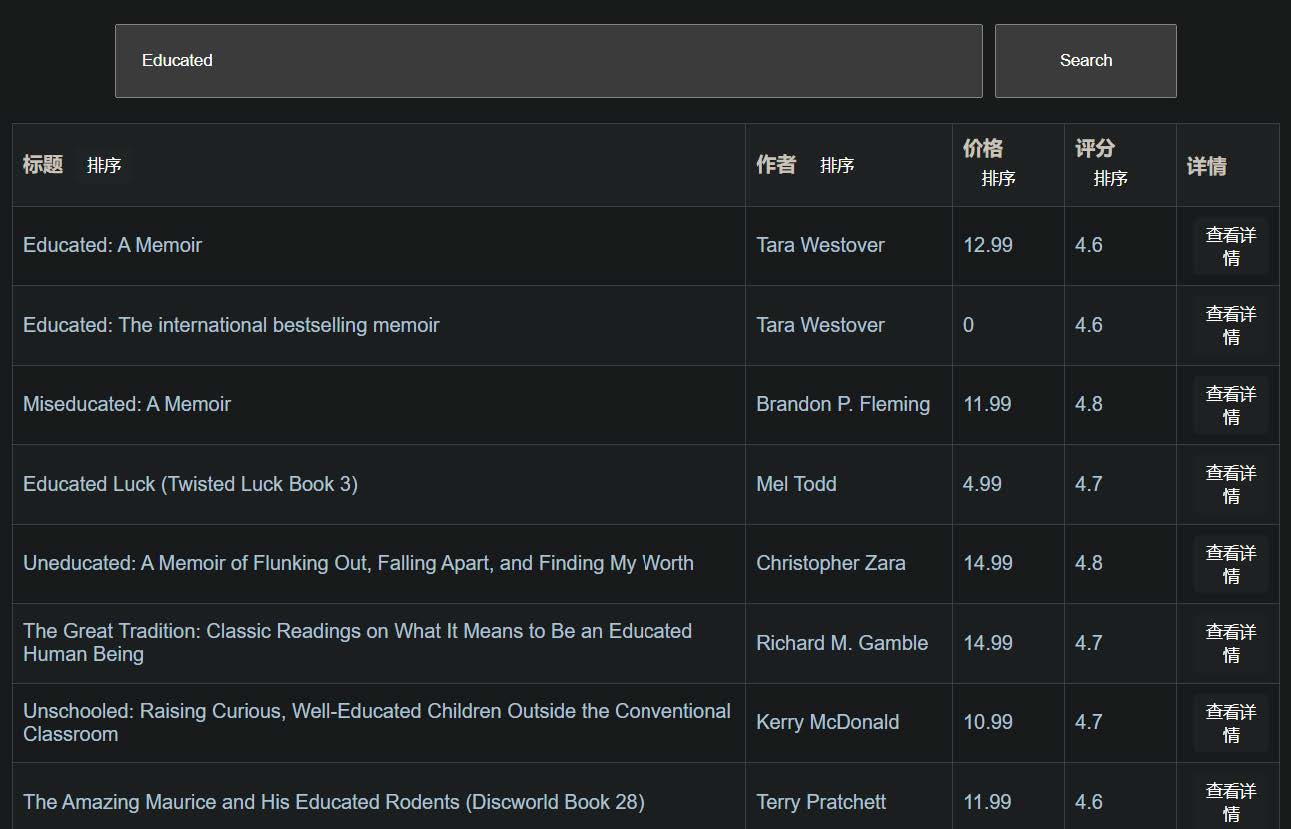 Educated
Search
标题 排序
作者 排序
价格
排序
评分
排序
详情
Educated: A Memoir
Tara Westover
12.99
4.6
查看详
情
Educated: The international bestselling memoir
Tara Westover
0
4.6
查看详
情
Miseducated: A Memoir
Brandon P. Fleming
11.99
4.8
查看详
情
Educated Luck (Twisted Luck Book 3)
Mel Todd
4.99
4.7
查看详
情
Uneducated: A Memoir of Flunking Out, Falling Apart, and Finding My Worth
Christopher Zara
14.99
4.8
查看详
情
The Great Tradition: Classic Readings on What It Means to Be an Educated
Human Being
Richard M. Gamble
14.99
4.7
查看详
情
Unschooled: Raising Curious, Well-Educated Children Outside the Conventional
Classroom
Kerry McDonald
10.99
4.7
查看详
情
The Amazing Maurice and His Educated Rodents (Discworld Book 28)
Terry Pratchett
11.99
4.6
查看详
情